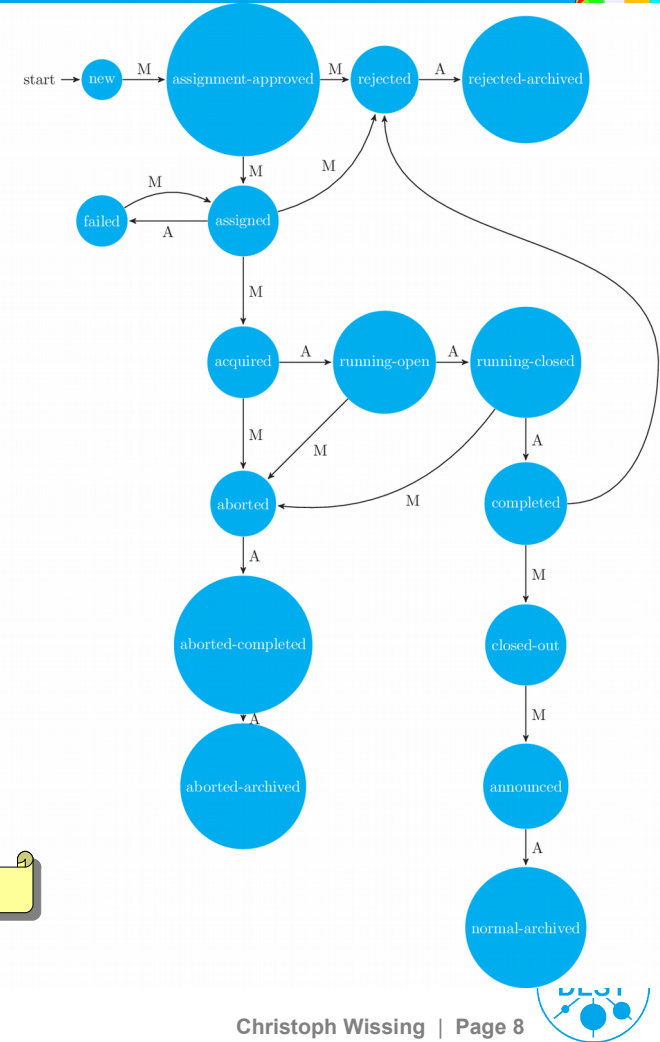 start
new
M
assignment-approved
M
rejected
A
rejected-archived
M
M
M
failed
A
assigned
M
acquired
A
running-open
A
running-closed
M
M
M
A
aborted
completed
A
M
aborted-completed
closed-out
A
M
aborted-archived
announced
A
normal-archived
DESY
Christoph Wissing | Page 8